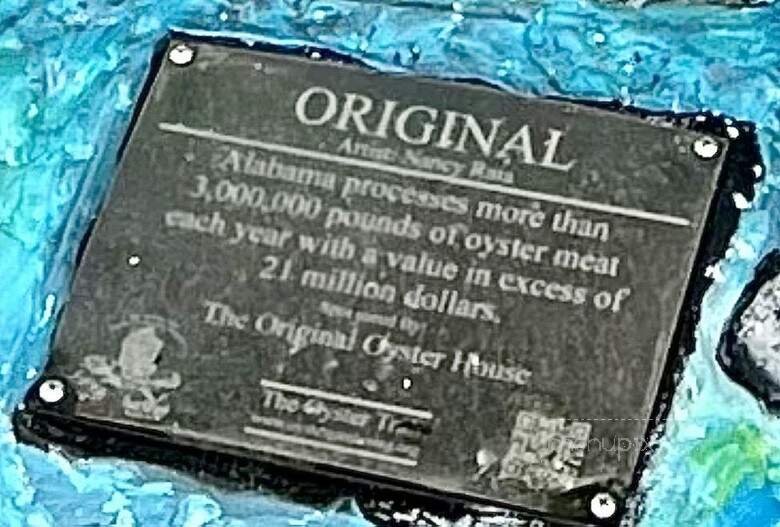 ORIGINAL
Artist: Nancy Raia
Alabama processes more than
3,000,000 pounds of oyster meat
each year with a value in excess of
21 million dollars.
Sponsored By:
The Original Oyster House
The Oyster Trail